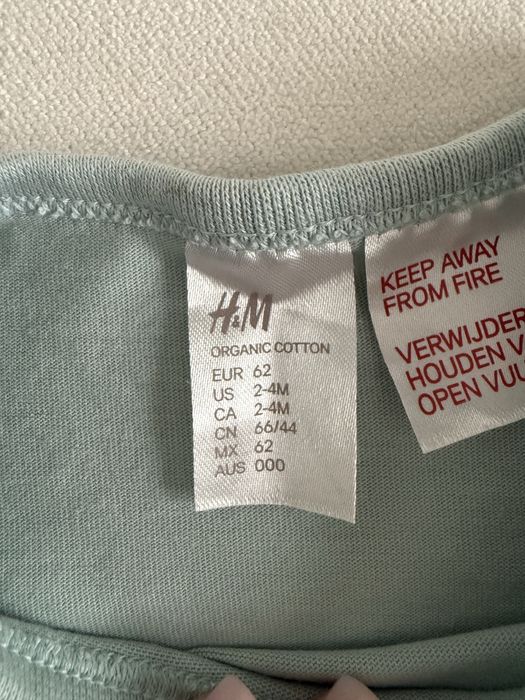 H&M
ORGANIC COTTON
EUR 62
US 2-4M
CA 2-4M
CN 66/44
MX 62
AUS 000
KEEP AWAY
FROM FIRE
VERWIJDER
HOUDEN V
OPEN VUU